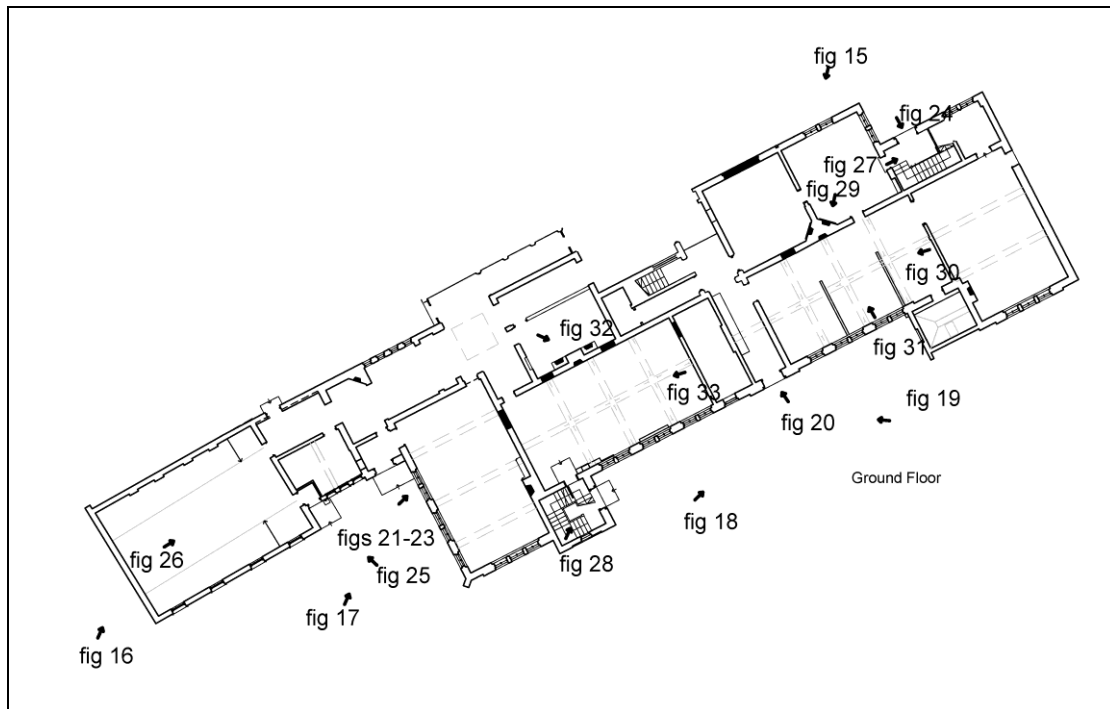 fig 15
fig 24
fig 27
fig 29
fig 30
fig 32
fig 31
fig 33
fig 19
fig 20
Ground Floor
fig 18
figs 21-23
fig 26
fig 28
fig 25
fig 17
fig 16